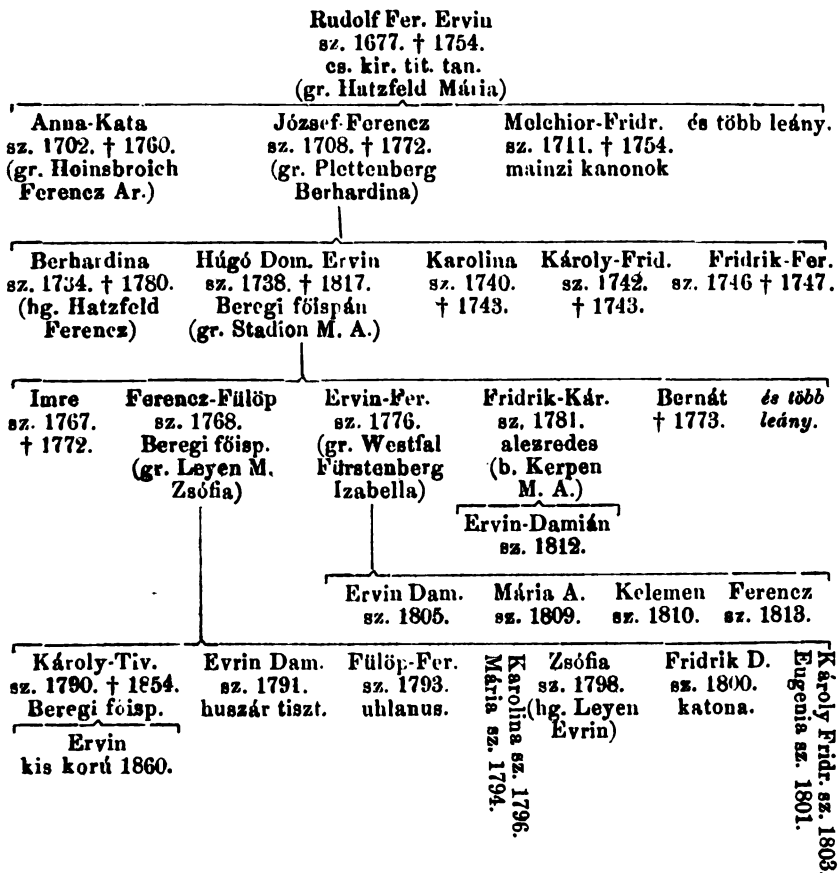 Rudolf Fer. Ervin
sz. 1677. † 1754.
cs. kir. tit. tan.
(gr. Hatzfeld Mária)
Anna-Kata
sz. 1702. † 1760.
(gr. Hoinsbroich
Ferencz Ar.)
József-Ferencz
sz. 1708. † 1772.
(gr. Plettenberg
Berhardina)
Melchior-Fridr.
sz. 1711. † 1754.
mainzi kanonok
és több leány.
Berhardina
sz. 1734. † 1780.
(hg. Hatzfeld
Ferencz)
Húgó Dom. Ervin
sz. 1738. † 1817.
Beregi főispán
(gr. Stadion M. A.)
Karolina
sz. 1740.
† 1743.
Károly-Frid.
sz. 1742.
† 1743.
Fridrik-Fer.
sz. 1746 † 1747.
Imre
sz. 1767.
† 1772.
Ferencz-Fülöp
sz. 1768.
Beregi főisp.
(gr. Leyen M.
Zsófia)
Ervin-Fer.
sz. 1776.
(gr. Westfal
Fürstenberg
Izabella)
Fridrik-Kár.
sz. 1781.
alezredes
(b. Kerpen
M. A.)
Bernát
† 1773.
és több
leány.
Ervin-Damián
sz. 1812.
Ervin Dam.
sz. 1805.
Mária A.
sz. 1809.
Kelemen
sz. 1810.
Ferencz
sz. 1813.
Károly-Tiv.
sz. 1790. † 1854.
Beregi főisp.
Evrin Dam.
sz. 1791.
huszár tiszt.
Fülöp-Fer.
sz. 1793.
uhlanus.
Karolina sz. 1796.
Mária sz. 1794.
Zsófia
sz. 1798.
(hg. Leyen
Evrin)
Fridrik D.
sz. 1800.
katona.
Károly Fridr. sz. 1803.
Eugenia sz. 1801.
Ervin
kis korú 1860.